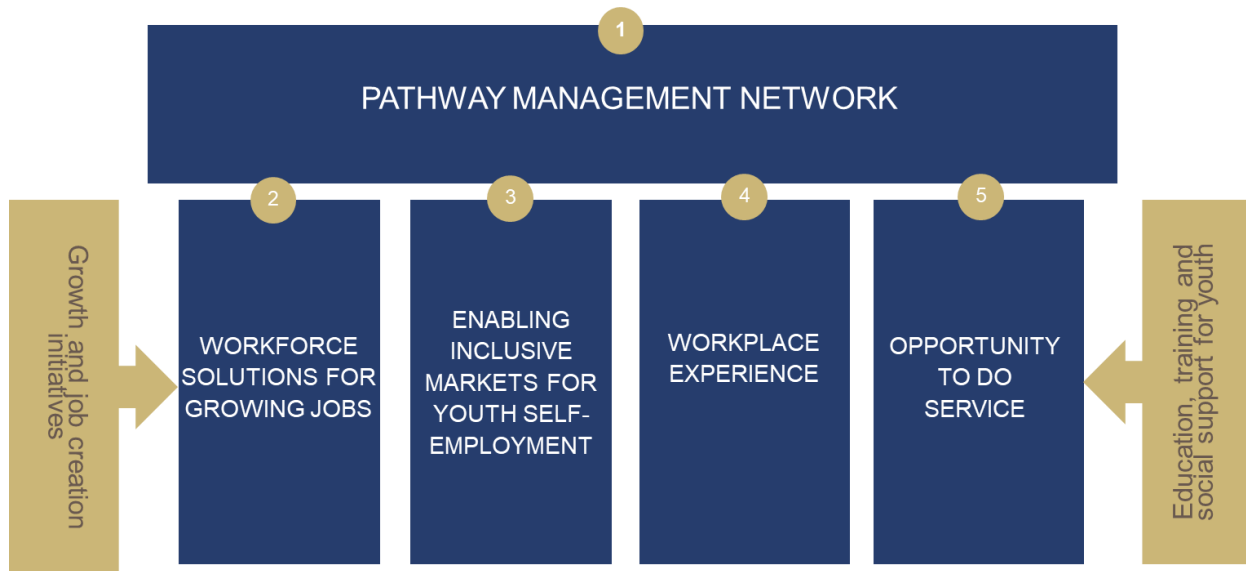 1
PATHWAY MANAGEMENT NETWORK
Growth and job creation
initiatives
2
WORKFORCE
SOLUTIONS FOR
GROWING JOBS
3
ENABLING
INCLUSIVE
MARKETS FOR
YOUTH SELF-
EMPLOYMENT
4
WORKPLACE
EXPERIENCE
5
OPPORTUNITY
TO DO
SERVICE
Education, training and
social support for youth